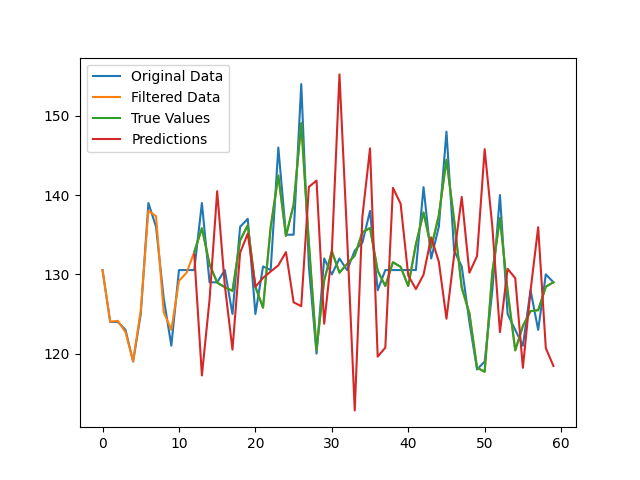 Original Data
Filtered Data
True Values
Predictions
150
140
130
120
0 10 20 30 40 50 60